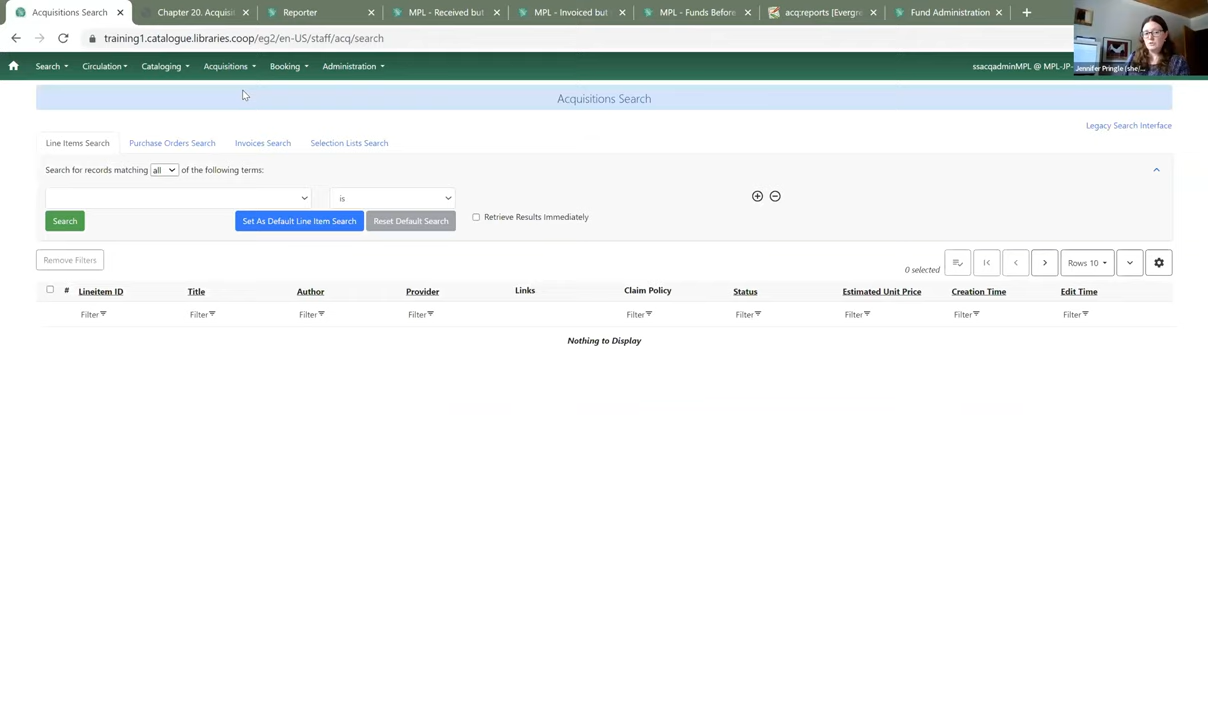 Acquisitions Search
Chapter 20. Acquisiti
Reporter
MPL - Received but
MPL - Invoiced but
MPL - Funds Before
acq:reports [Evergre
Fund Administration
training1.catalogue.libraries.coop/eg2/en-US/staff/acq/search
Search Circulation Cataloging Acquisitions Booking Administration
ssacqadminMPL @ MPL-JP-
Jennifer Pringle (she/...
Acquisitions Search
Legacy Search Interface
Line Items Search Purchase Orders Search Invoices Search Selection Lists Search
Search for records matching all of the following terms:
is
Search Set As Default Line Item Search Reset Default Search Retrieve Results Immediately
Remove Filters
0 selected
Rows 10
# Lineitem ID Title Author Provider Links Claim Policy Status Estimated Unit Price Creation Time Edit Time
Filter Filter Filter Filter Filter Filter Filter Filter Filter
Nothing to Display